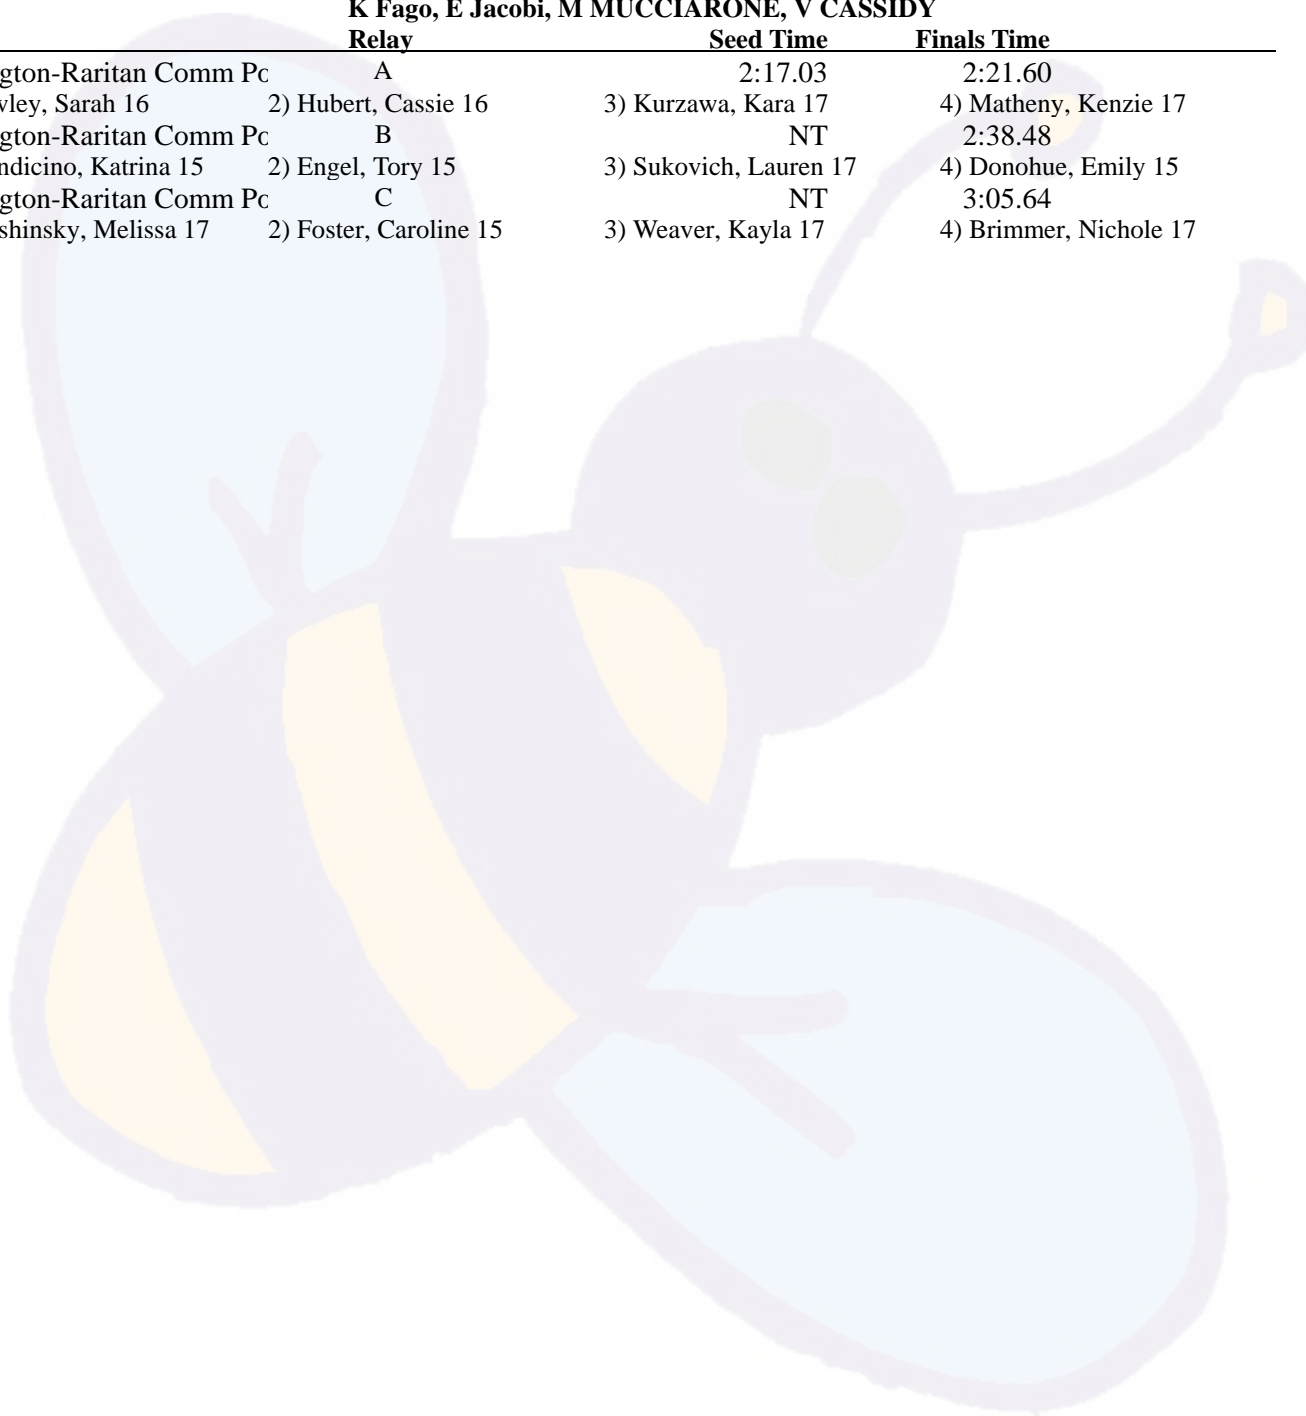 K Fago, E Jacobi, M MUCCIARONE, V CASSIDY
Relay Seed Time Finals Time
gton-Raritan Comm Po A 2:17.03 2:21.60
vley, Sarah 16 2) Hubert, Cassie 16 3) Kurzawa, Kara 17 4) Matheny, Kenzie 17
gton-Raritan Comm Po B NT 2:38.48
ndicino, Katrina 15 2) Engel, Tory 15 3) Sukovich, Lauren 17 4) Donohue, Emily 15
gton-Raritan Comm Po C NT 3:05.64
shinsky, Melissa 17 2) Foster, Caroline 15 3) Weaver, Kayla 17 4) Brimmer, Nichole 17